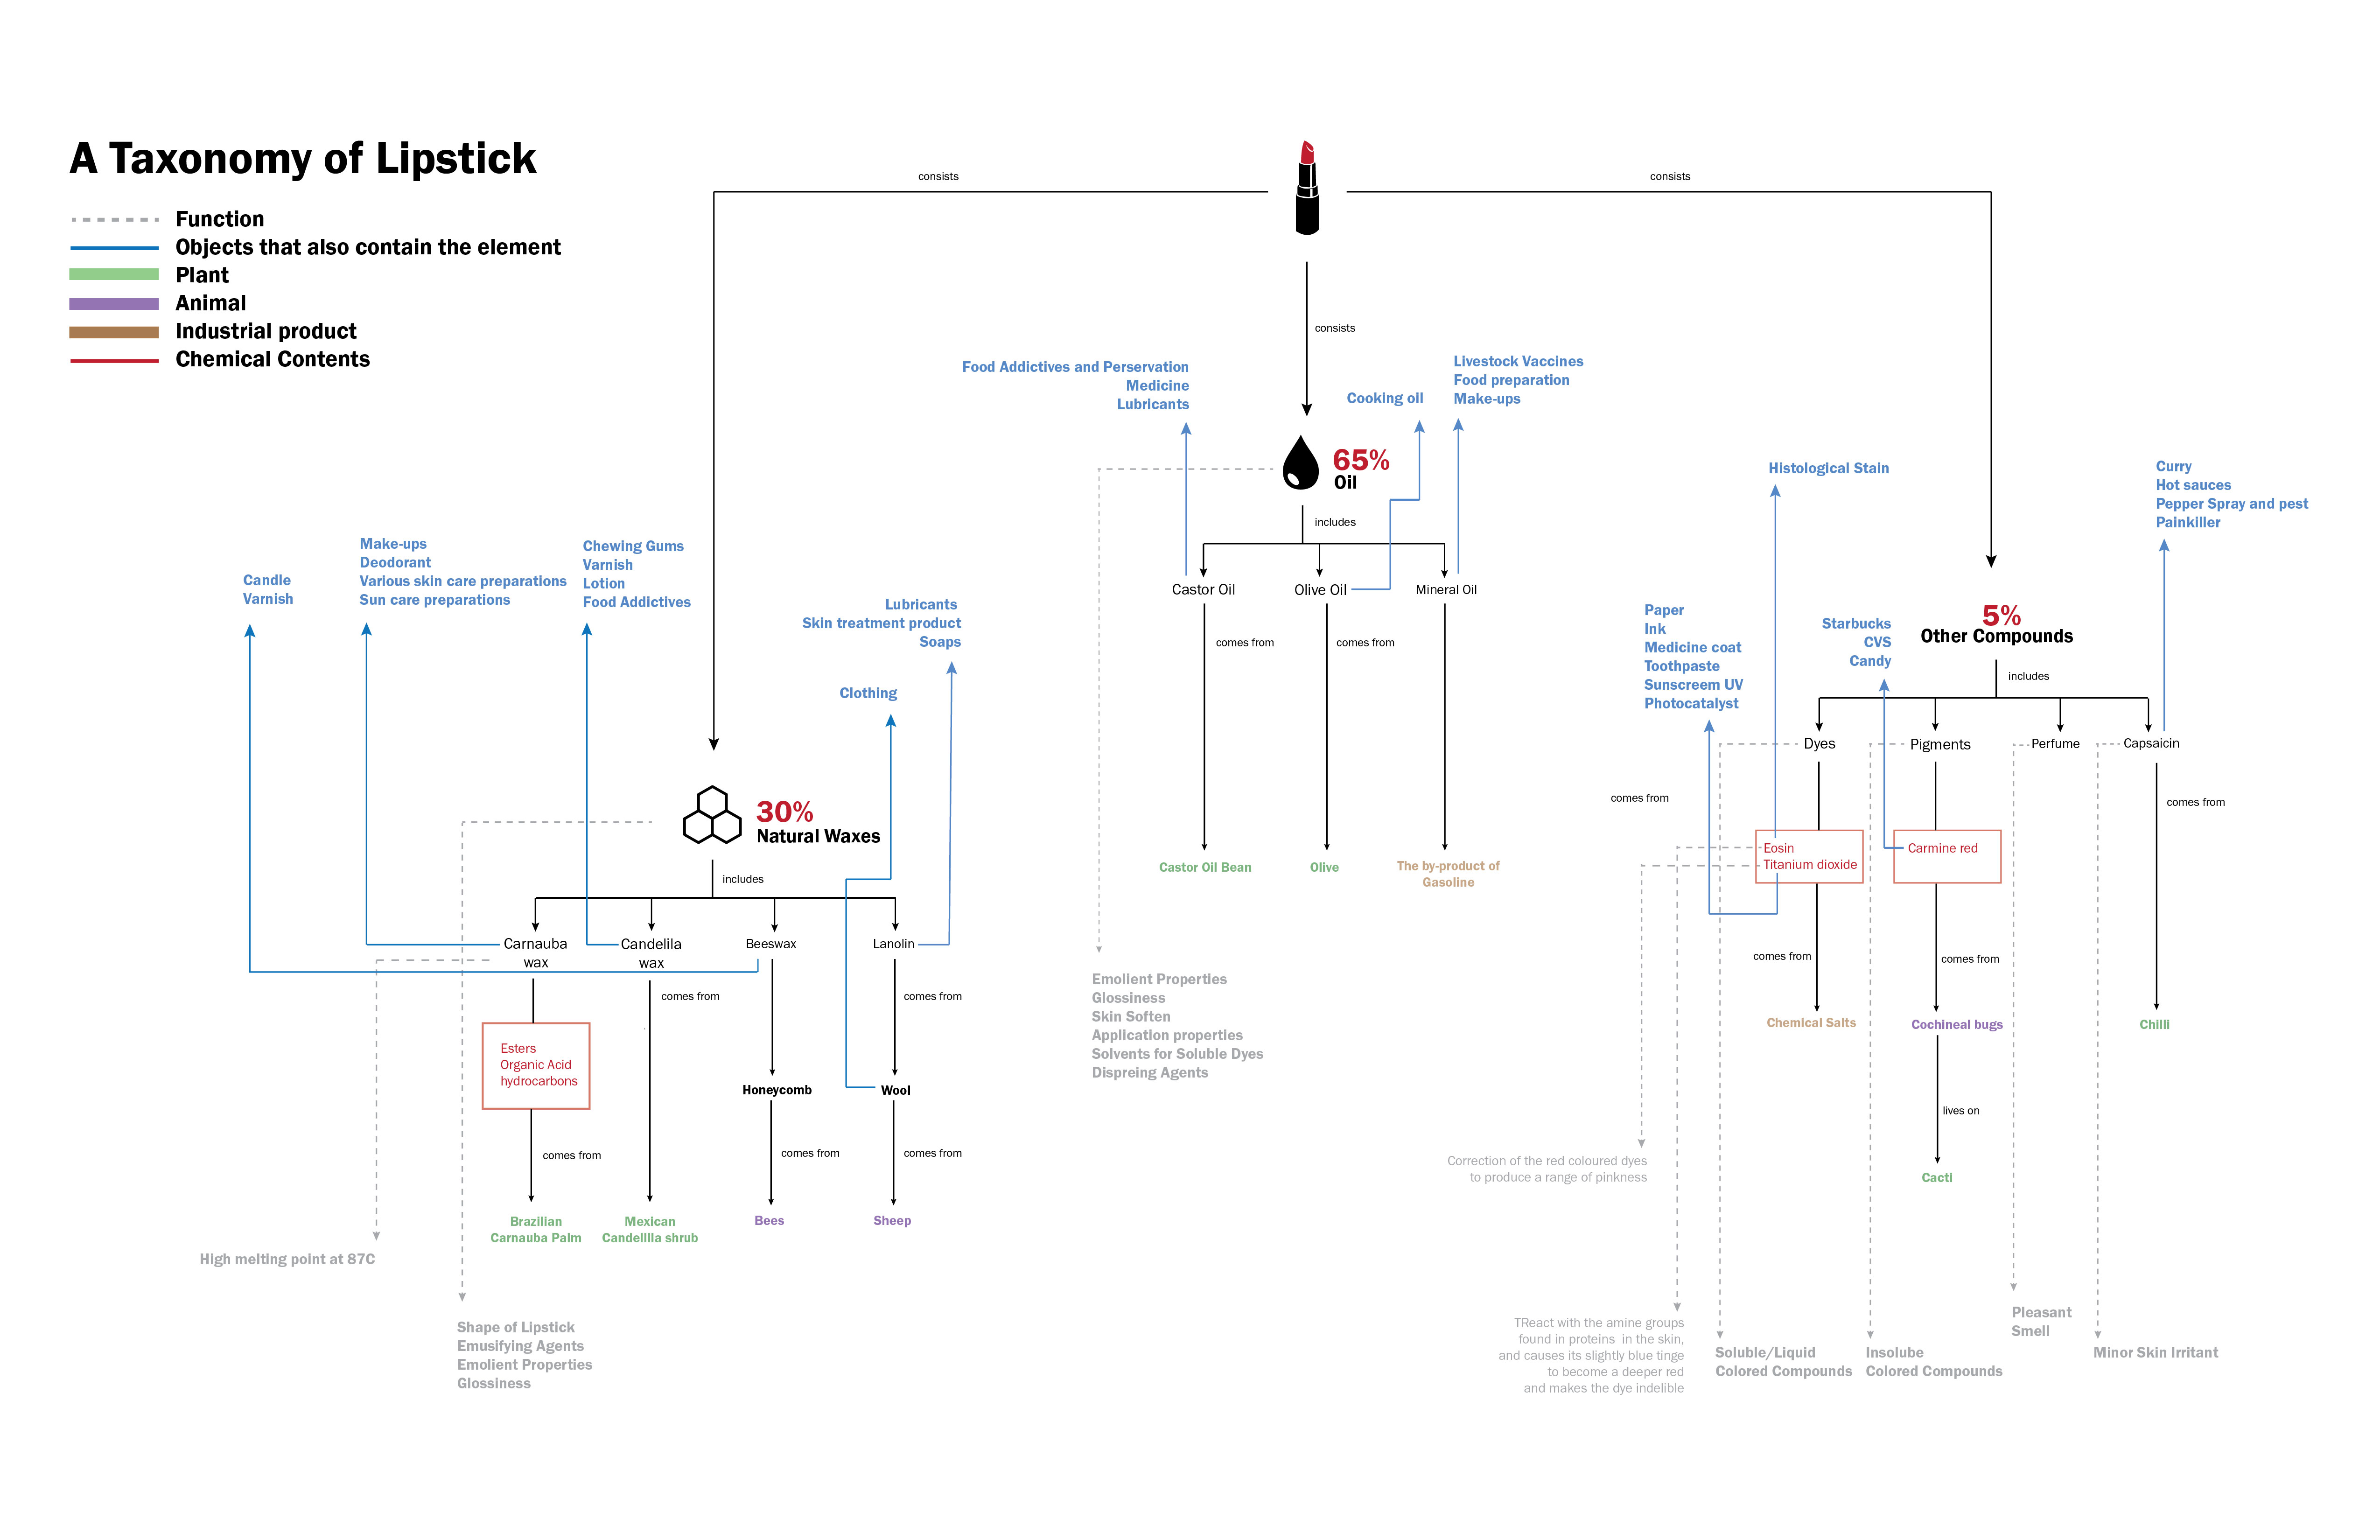 A Taxonomy of Lipstick
Function
Objects that also contain the element
Plant
Animal
Industrial product
Chemical Contents
consists
consists
consists
30%
Natural Waxes
includes
Carnauba
wax
Candelila
wax
Beeswax
Lanolin
Candle
Varnish
Make-ups
Deodorant
Various skin care preparations
Sun care preparations
Chewing Gums
Varnish
Lotion
Food Addictives
Lubricants
Skin treatment product
Soaps
Clothing
comes from
comes from
Esters
Organic Acid
hydrocarbons
Honeycomb
Wool
comes from
comes from
comes from
Brazilian
Carnauba Palm
Mexican
Candelilla shrub
Bees
Sheep
High melting point at 87C
Shape of Lipstick
Emusifying Agents
Emolient Properties
Glossiness
65%
Oil
includes
Castor Oil
Olive Oil
Mineral Oil
Food Addictives and Perservation
Medicine
Lubricants
Cooking oil
Livestock Vaccines
Food preparation
Make-ups
comes from
comes from
Castor Oil Bean
Olive
The by-product of
Gasoline
Emolient Properties
Glossiness
Skin Soften
Application properties
Solvents for Soluble Dyes
Dispreing Agents
5%
Other Compounds
includes
Dyes
Pigments
Perfume
Capsaicin
Histological Stain
Paper
Ink
Medicine coat
Toothpaste
Sunscreem UV
Photocatalyst
Starbucks
CVS
Candy
Curry
Hot sauces
Pepper Spray and pest
Painkiller
comes from
comes from
Eosin
Titanium dioxide
Carmine red
comes from
comes from
Chemical Salts
Cochineal bugs
Chilli
lives on
Cacti
Correction of the red coloured dyes
to produce a range of pinkness
TReact with the amine groups
found in proteins in the skin,
and causes its slightly blue tinge
to become a deeper red
and makes the dye indelible
Soluble/Liquid
Colored Compounds
Insolube
Colored Compounds
Pleasant
Smell
Minor Skin Irritant